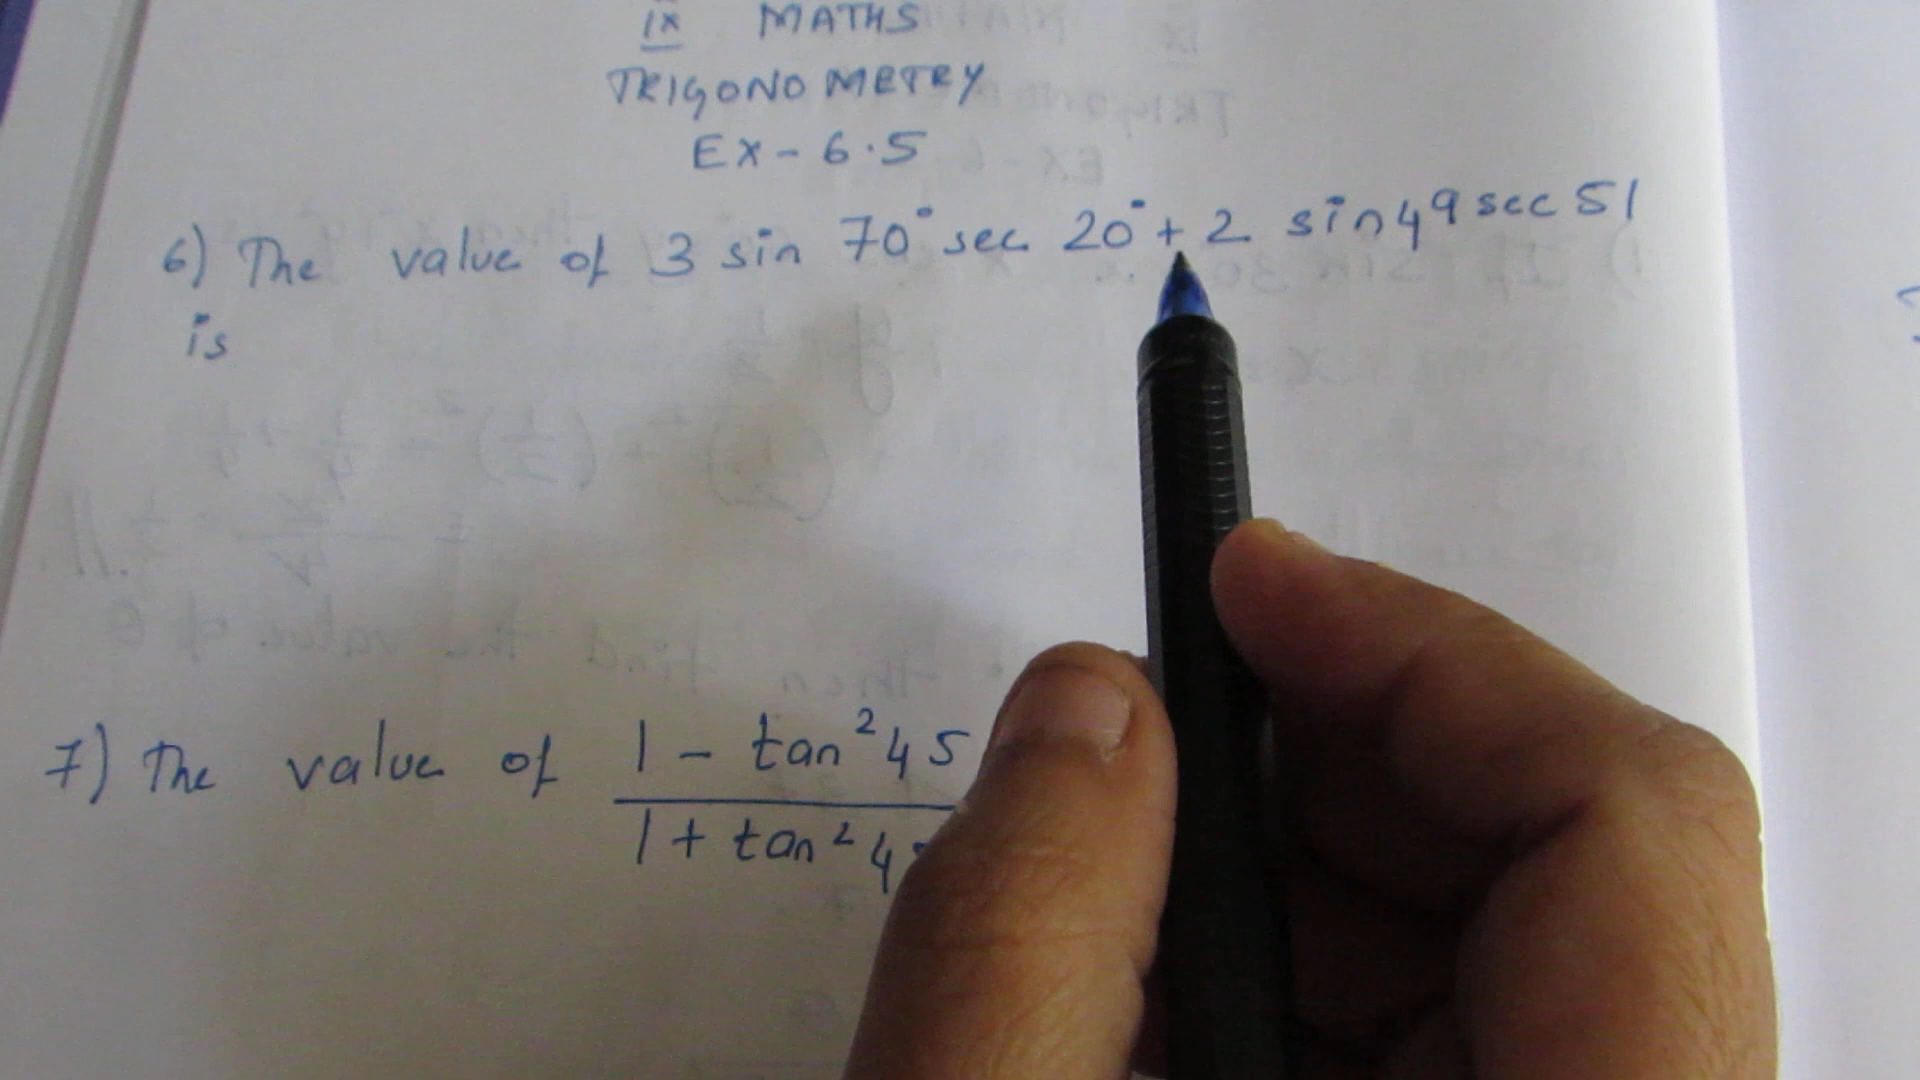 IX MATHS
TRIGONOMETRY
EX - 6.5
6) The value of 3 sin 70° sec 20° + 2 sin 49 sec 51
is
7) The value of 1 - tan² 45
1 + tan² 4